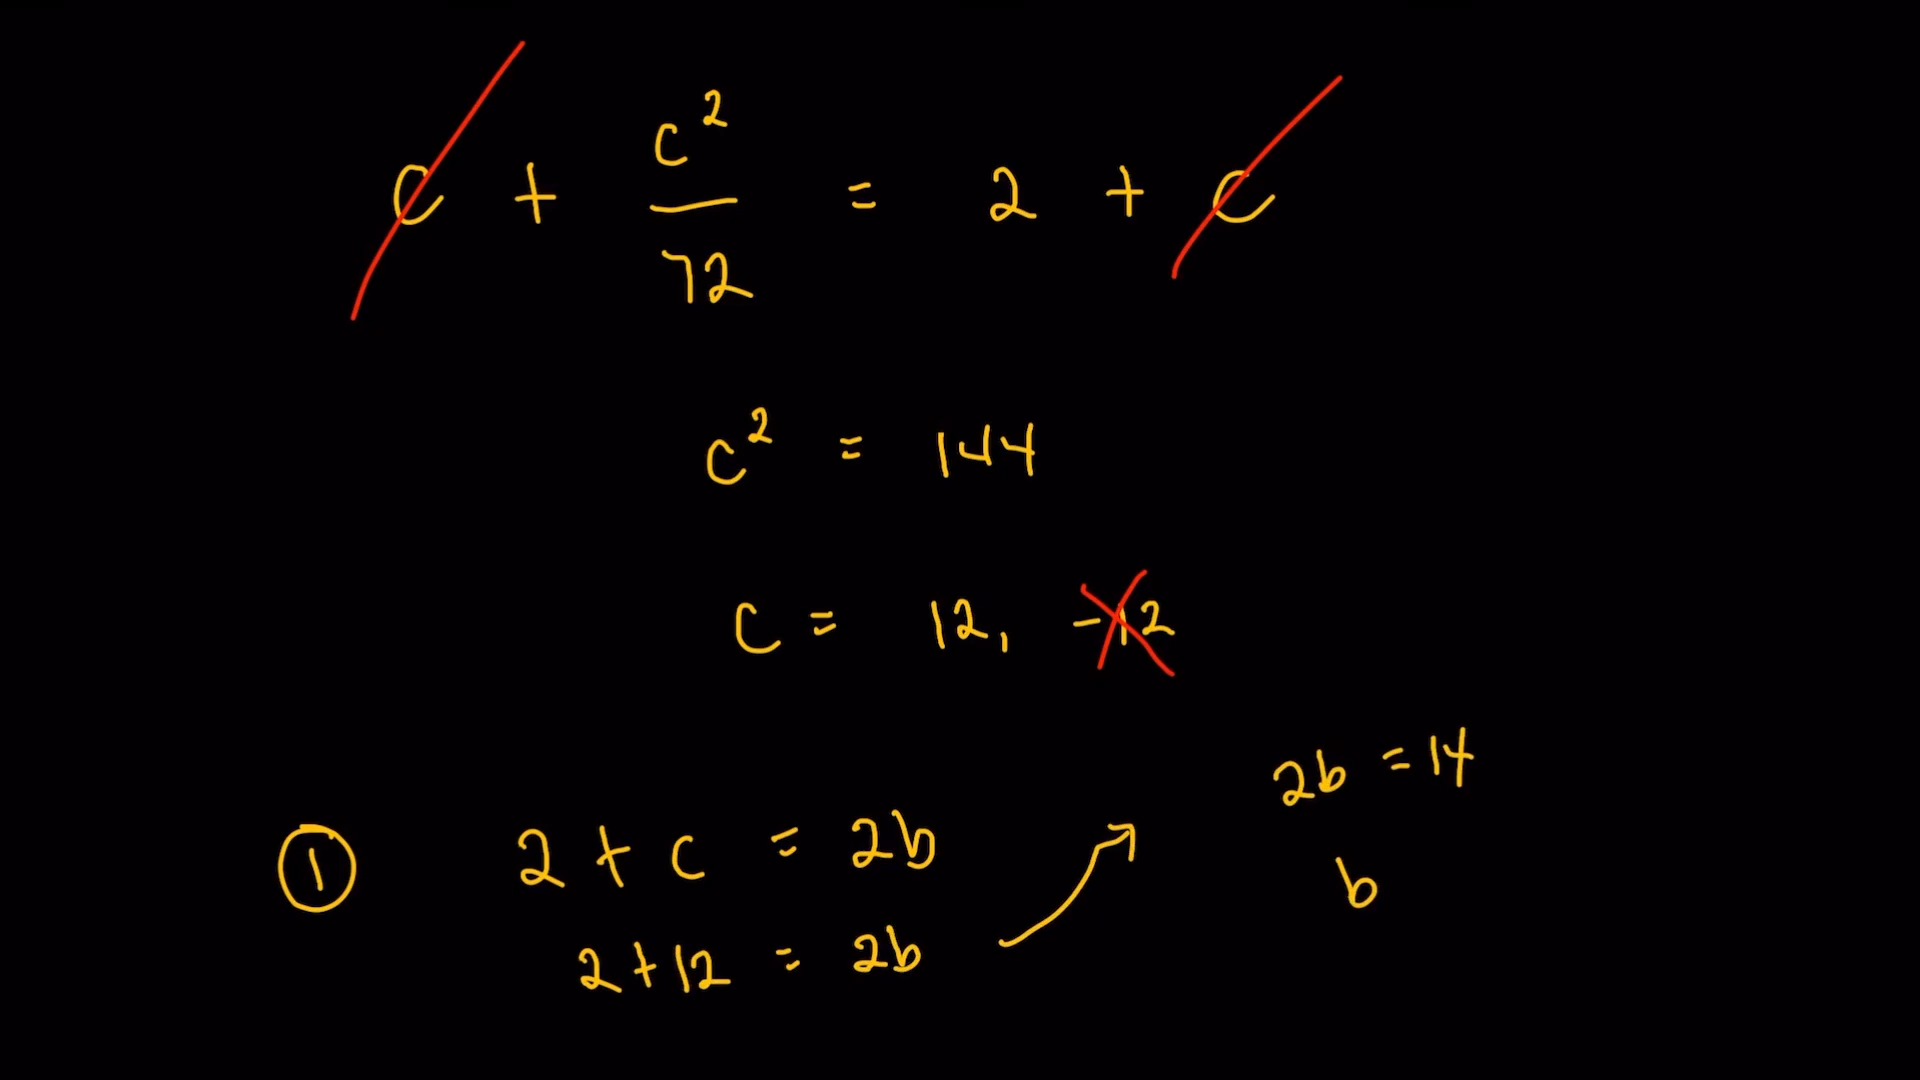 c + c²/72 = 2 + c
c² = 144
c = 12, -12
2b = 14
① 2 + c = 2b
b
2+12 = 2b